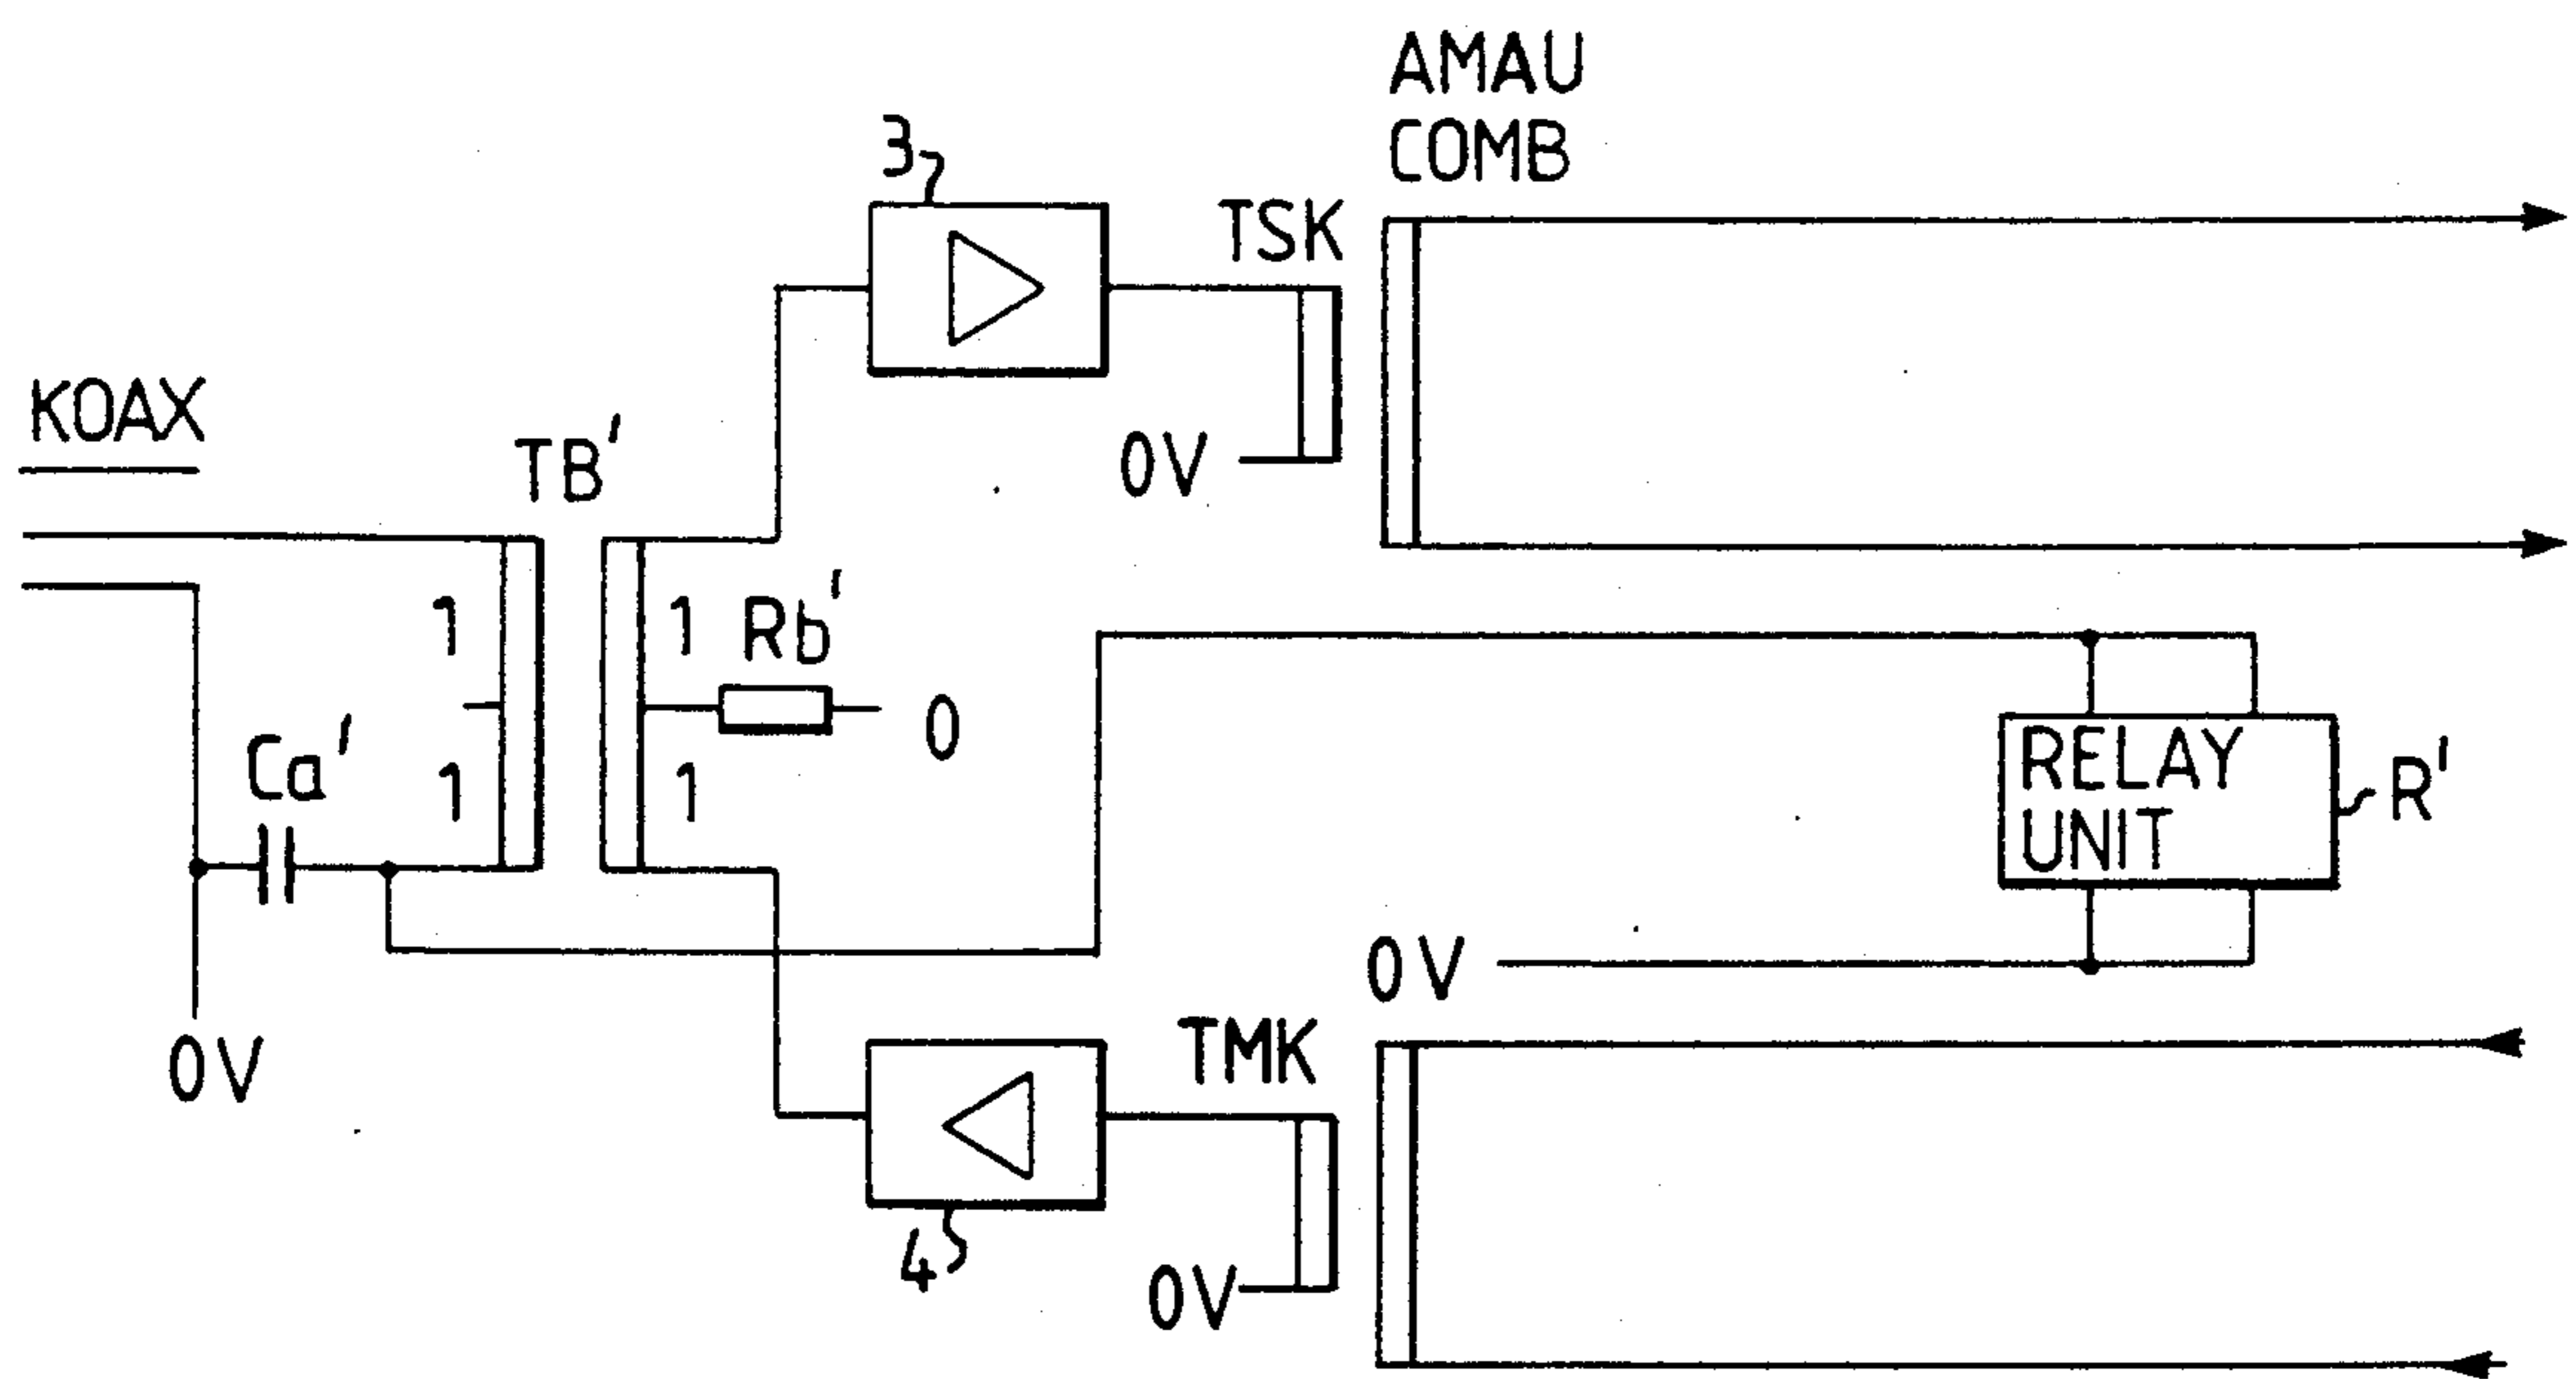 AMAU
COMB
3
TSK
KOAX
TB'
0V
1
1
Rb'
0
Ca'
1
1
RELAY
UNIT
R'
0V
0V
TMK
4
0V